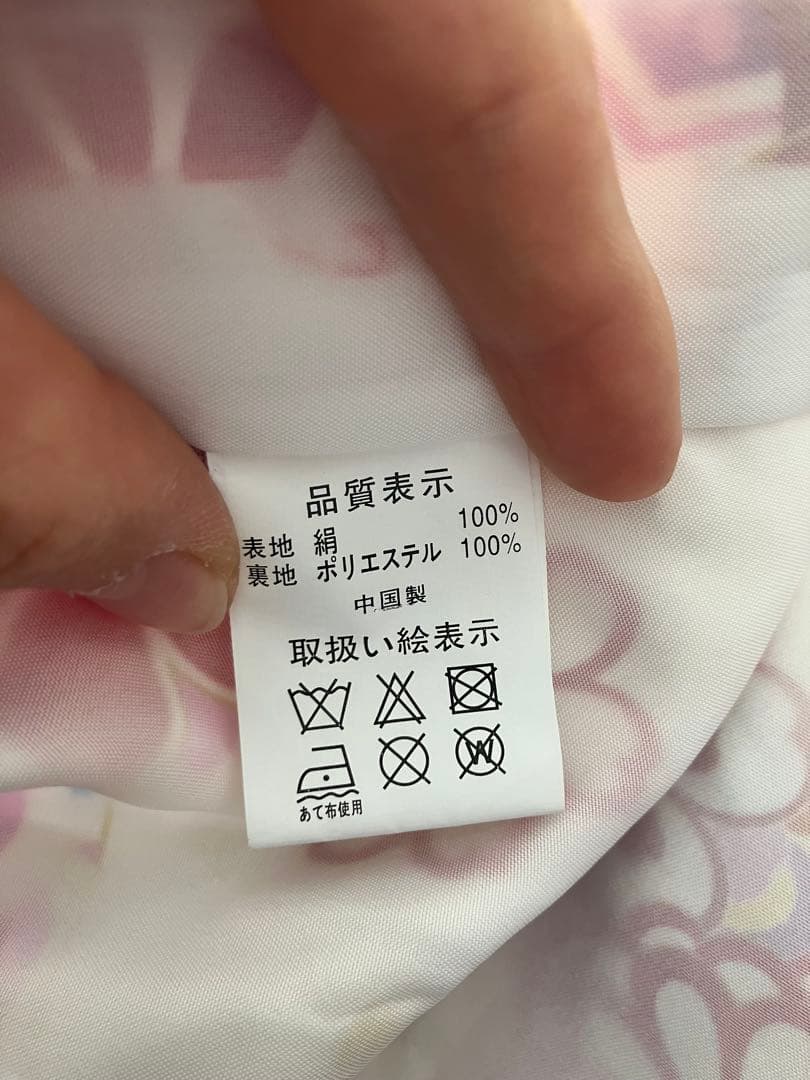 品質表示
表地 絹 100%
裏地 ポリエステル 100%
中国製
取扱い絵表示
W
あて布使用